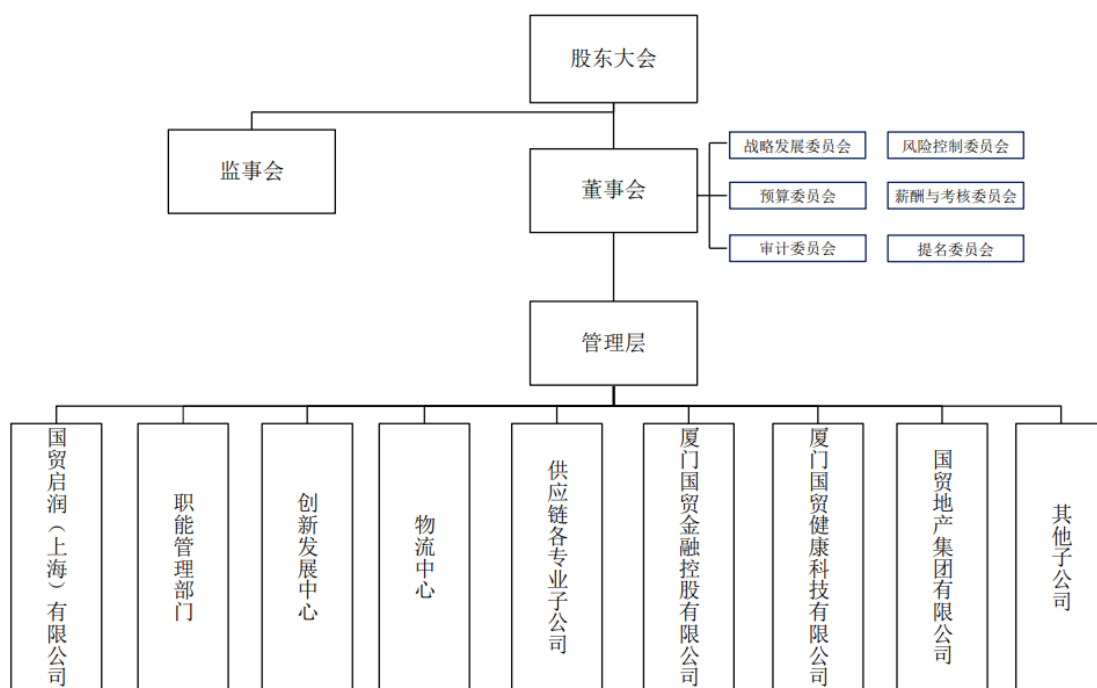 股东大会
监事会
董事会
战略发展委员会
风险控制委员会
预算委员会
薪酬与考核委员会
审计委员会
提名委员会
管理层
国贸启润（上海）有限公司
职能管理部门
创新发展中心
物流中心
供应链各专业子公司
厦门国贸金融控股有限公司
厦门国贸健康科技有限公司
国贸地产集团有限公司
其他子公司